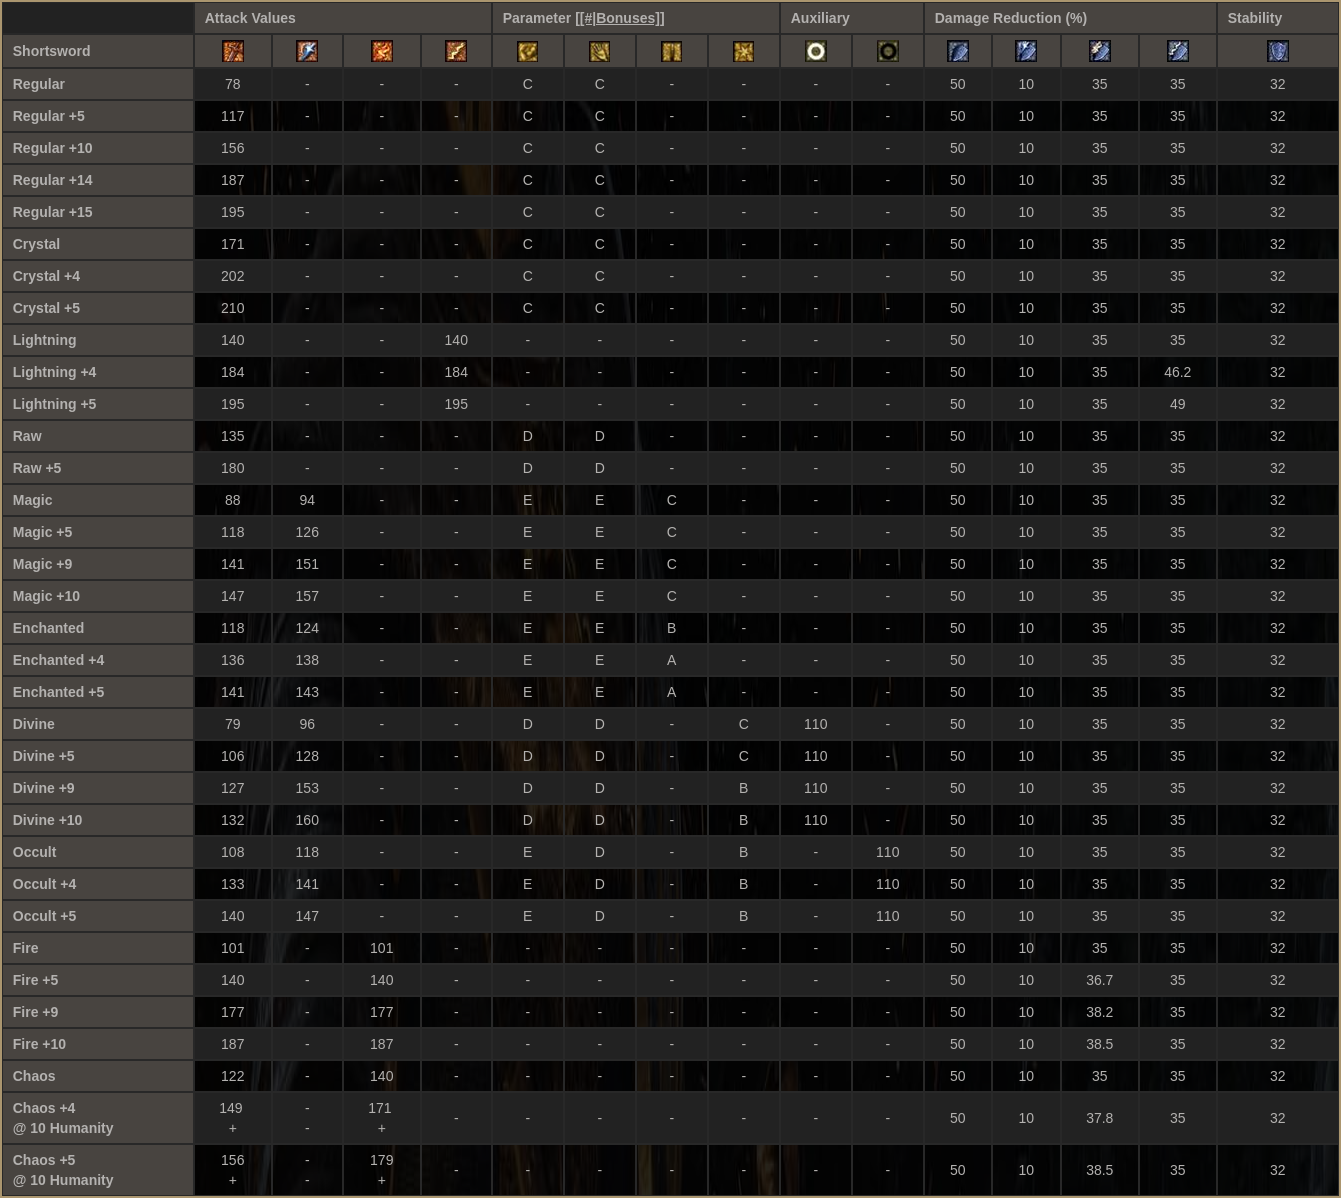 Attack Values Parameter [[#|Bonuses]] Auxiliary Damage Reduction (%) Stability
Shortsword
Regular 78 - - - C C - - - - 50 10 35 35 32
Regular +5 117 - - - C C - - - - 50 10 35 35 32
Regular +10 156 - - - C C - - - - 50 10 35 35 32
Regular +14 187 - - - C C - - - - 50 10 35 35 32
Regular +15 195 - - - C C - - - - 50 10 35 35 32
Crystal 171 - - - C C - - - - 50 10 35 35 32
Crystal +4 202 - - - C C - - - - 50 10 35 35 32
Crystal +5 210 - - - C C - - - - 50 10 35 35 32
Lightning 140 - - 140 - - - - - - 50 10 35 35 32
Lightning +4 184 - - 184 - - - - - - 50 10 35 46.2 32
Lightning +5 195 - - 195 - - - - - - 50 10 35 49 32
Raw 135 - - - D D - - - - 50 10 35 35 32
Raw +5 180 - - - D D - - - - 50 10 35 35 32
Magic 88 94 - - E E C - - - 50 10 35 35 32
Magic +5 118 126 - - E E C - - - 50 10 35 35 32
Magic +9 141 151 - - E E C - - - 50 10 35 35 32
Magic +10 147 157 - - E E C - - - 50 10 35 35 32
Enchanted 118 124 - - E E B - - - 50 10 35 35 32
Enchanted +4 136 138 - - E E A - - - 50 10 35 35 32
Enchanted +5 141 143 - - E E A - - - 50 10 35 35 32
Divine 79 96 - - D D - C 110 - 50 10 35 35 32
Divine +5 106 128 - - D D - C 110 - 50 10 35 35 32
Divine +9 127 153 - - D D - B 110 - 50 10 35 35 32
Divine +10 132 160 - - D D - B 110 - 50 10 35 35 32
Occult 108 118 - - E D - B - 110 50 10 35 35 32
Occult +4 133 141 - - E D - B - 110 50 10 35 35 32
Occult +5 140 147 - - E D - B - 110 50 10 35 35 32
Fire 101 - 101 - - - - - - - 50 10 35 35 32
Fire +5 140 - 140 - - - - - - - 50 10 36.7 35 32
Fire +9 177 - 177 - - - - - - - 50 10 38.2 35 32
Fire +10 187 - 187 - - - - - - - 50 10 38.5 35 32
Chaos 122 - 140 - - - - - - - 50 10 35 35 32
Chaos +4 149 - 171 - - - - - - - 50 10 37.8 35 32
@ 10 Humanity + - +
Chaos +5 156 - 179 - - - - - - - 50 10 38.5 35 32
@ 10 Humanity + - +